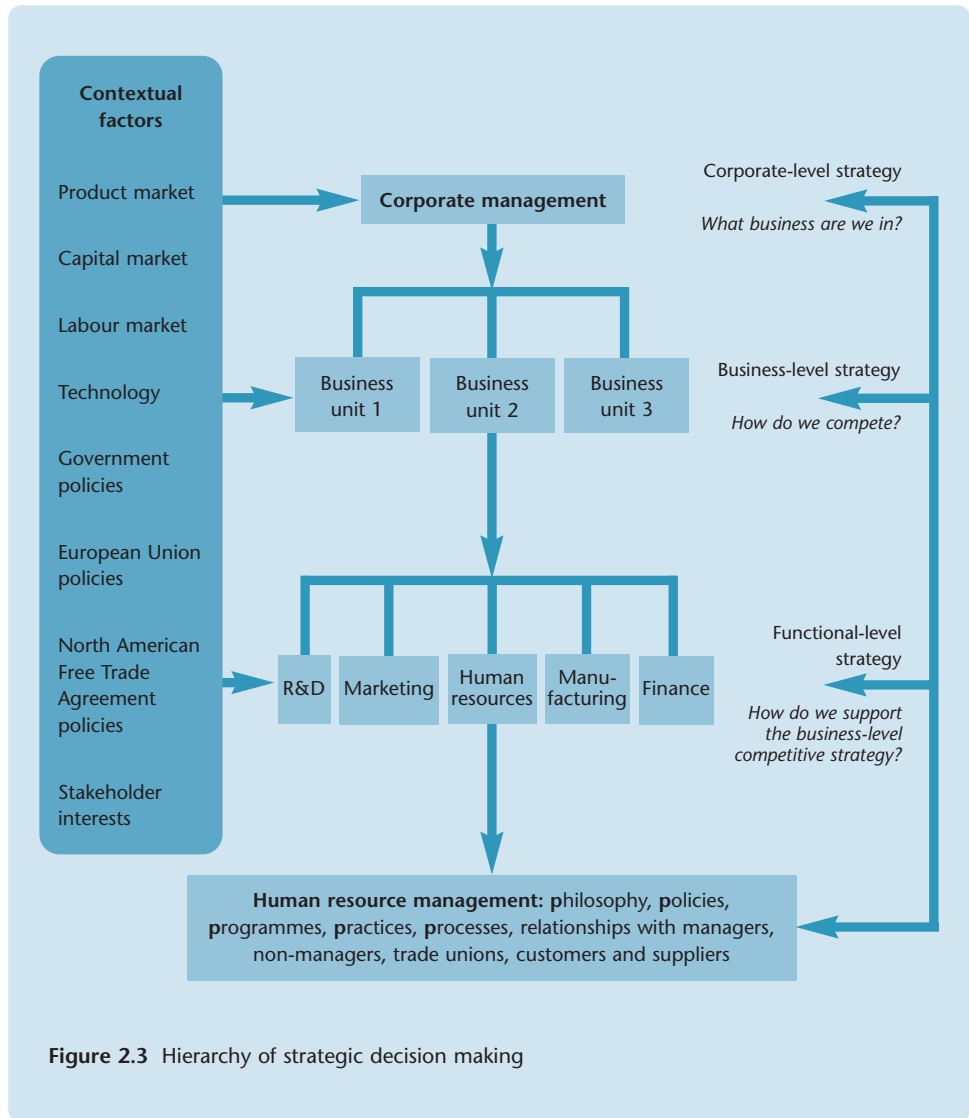 Contextual
factors
Product market
Capital market
Labour market
Technology
Government
policies
European Union
policies
North American
Free Trade
Agreement
policies
Stakeholder
interests
Corporate management
Business
unit 1
Business
unit 2
Business
unit 3
R&D
Marketing
Human
resources
Manu-
facturing
Finance
Corporate-level strategy
What business are we in?
Business-level strategy
How do we compete?
Functional-level
strategy
How do we support
the business-level
competitive strategy?
Human resource management: philosophy, policies,
programmes, practices, processes, relationships with managers,
non-managers, trade unions, customers and suppliers
Figure 2.3 Hierarchy of strategic decision making